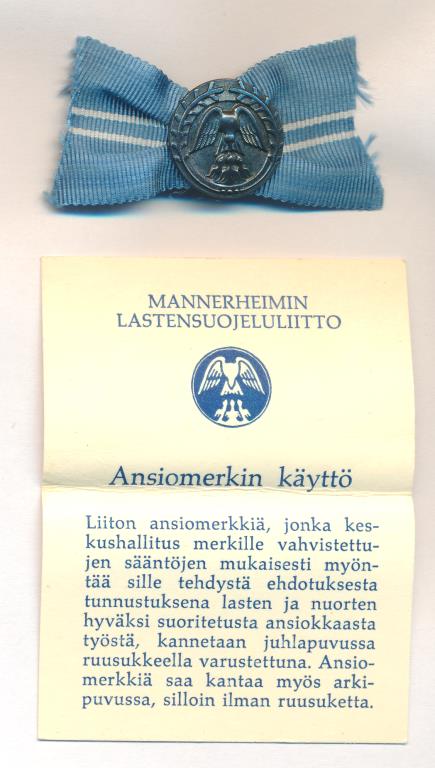 MANNERHEIMIN
LASTENSUOJELULIITTO
Ansiomerkin käyttö
Liiton ansiomerkkiä, jonka kes-
kushallitus merkille vahvistettu-
jen sääntöjen mukaisesti myön-
tää sille tehdystä ehdotuksesta
tunnustuksena lasten ja nuorten
hyväksi suoritetusta ansiokkaasta
työstä, kannetaan juhlapuvussa
ruusukkeella varustettuna. Ansio-
merkkiä saa kantaa myös arki-
puvussa, silloin ilman ruusuketta.